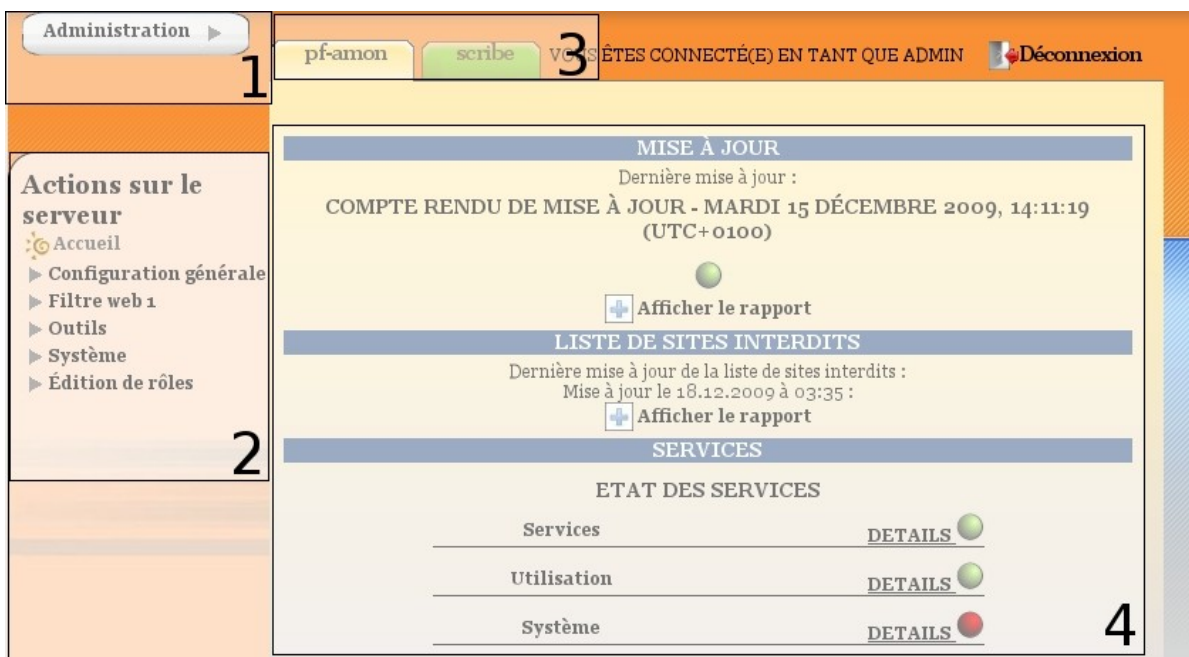 Administration
1
pf-amon
scribe
3
VOUS ÊTES CONNECTÉ(E) EN TANT QUE ADMIN
Déconnexion
Actions sur le
serveur
Accueil
Configuration générale
Filtre web 1
Outils
Système
Édition de rôles
2
MISE À JOUR
Dernière mise à jour :
COMPTE RENDU DE MISE À JOUR - MARDI 15 DÉCEMBRE 2009, 14:11:19
(UTC+0100)
Afficher le rapport
LISTE DE SITES INTERDITS
Dernière mise à jour de la liste de sites interdits :
Mise à jour le 18.12.2009 à 03:35 :
Afficher le rapport
SERVICES
ETAT DES SERVICES
Services DETAILS
Utilisation DETAILS
Système DETAILS
4